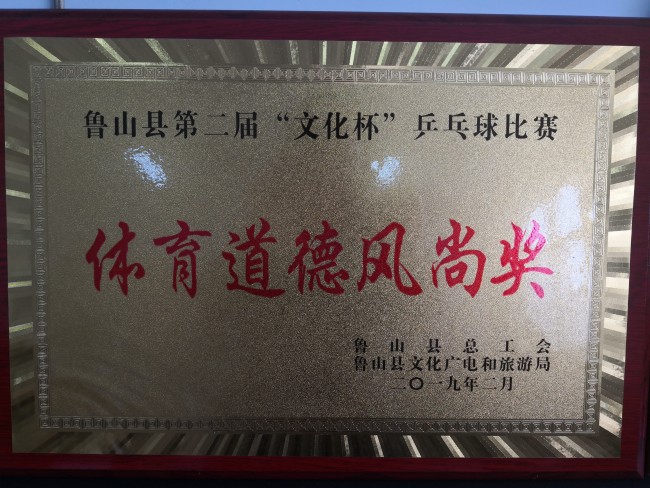 鲁山县第二届“文化杯”乒乓球比赛
体育道德风尚奖
鲁山县总工会
鲁山县文化广电和旅游局
二〇一九年二月